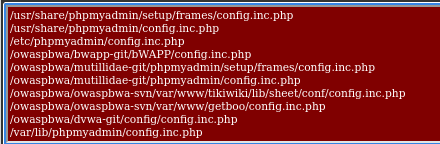 /usr/share/phpmyadmin/setup/frames/config.inc.php
/usr/share/phpmyadmin/config.inc.php
/etc/phpmyadmin/config.inc.php
/owaspbwa/bwapp-git/bWAPP/config.inc.php
/owaspbwa/mutillidae-git/phpmyadmin/setup/frames/config.inc.php
/owaspbwa/mutillidae-git/phpmyadmin/config.inc.php
/owaspbwa/owaspbwa-svn/var/www/tikiwiki/lib/sheet/conf/config.inc.php
/owaspbwa/owaspbwa-svn/var/www/getboo/config.inc.php
/owaspbwa/dvwa-git/config/config.inc.php
/var/lib/phpmyadmin/config.inc.php